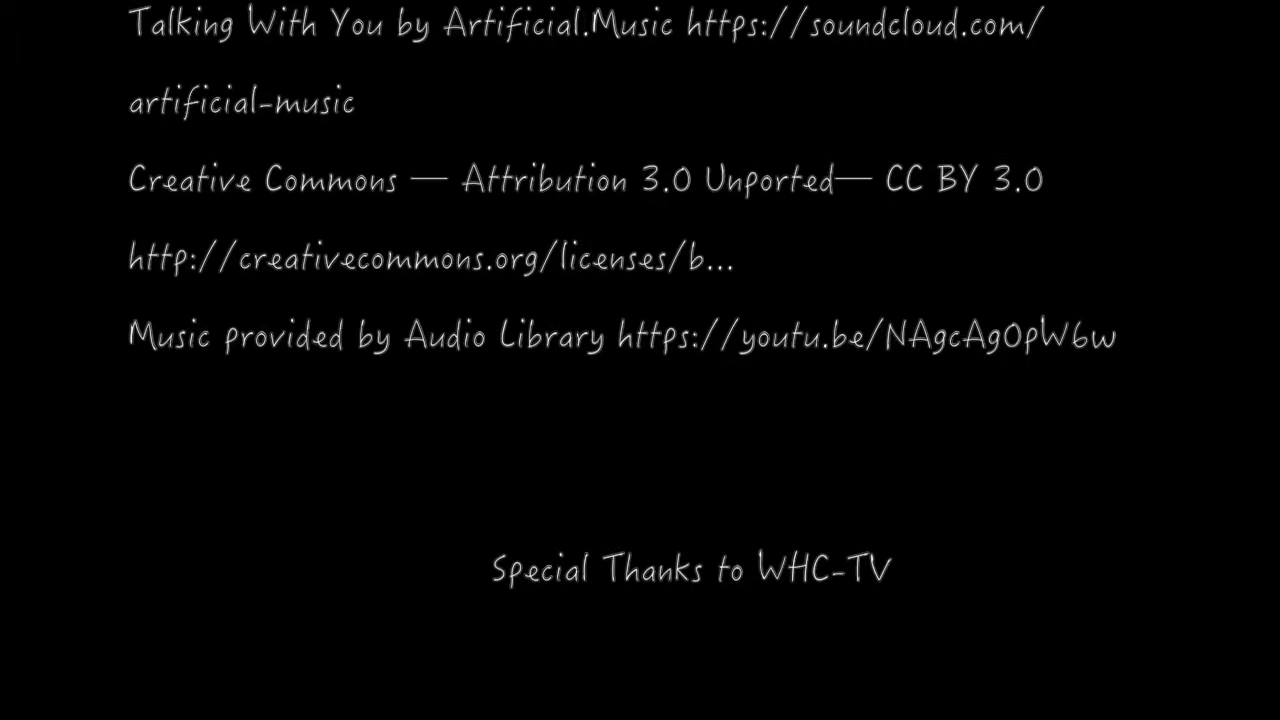 Talking With You by Artificial.Music https://soundcloud.com/
artificial-music
Creative Commons — Attribution 3.0 Unported— CC BY 3.0
http://creativecommons.org/licenses/b...
Music provided by Audio Library https://youtu.be/NAgcAgOpW6w
Special Thanks to WHC-TV